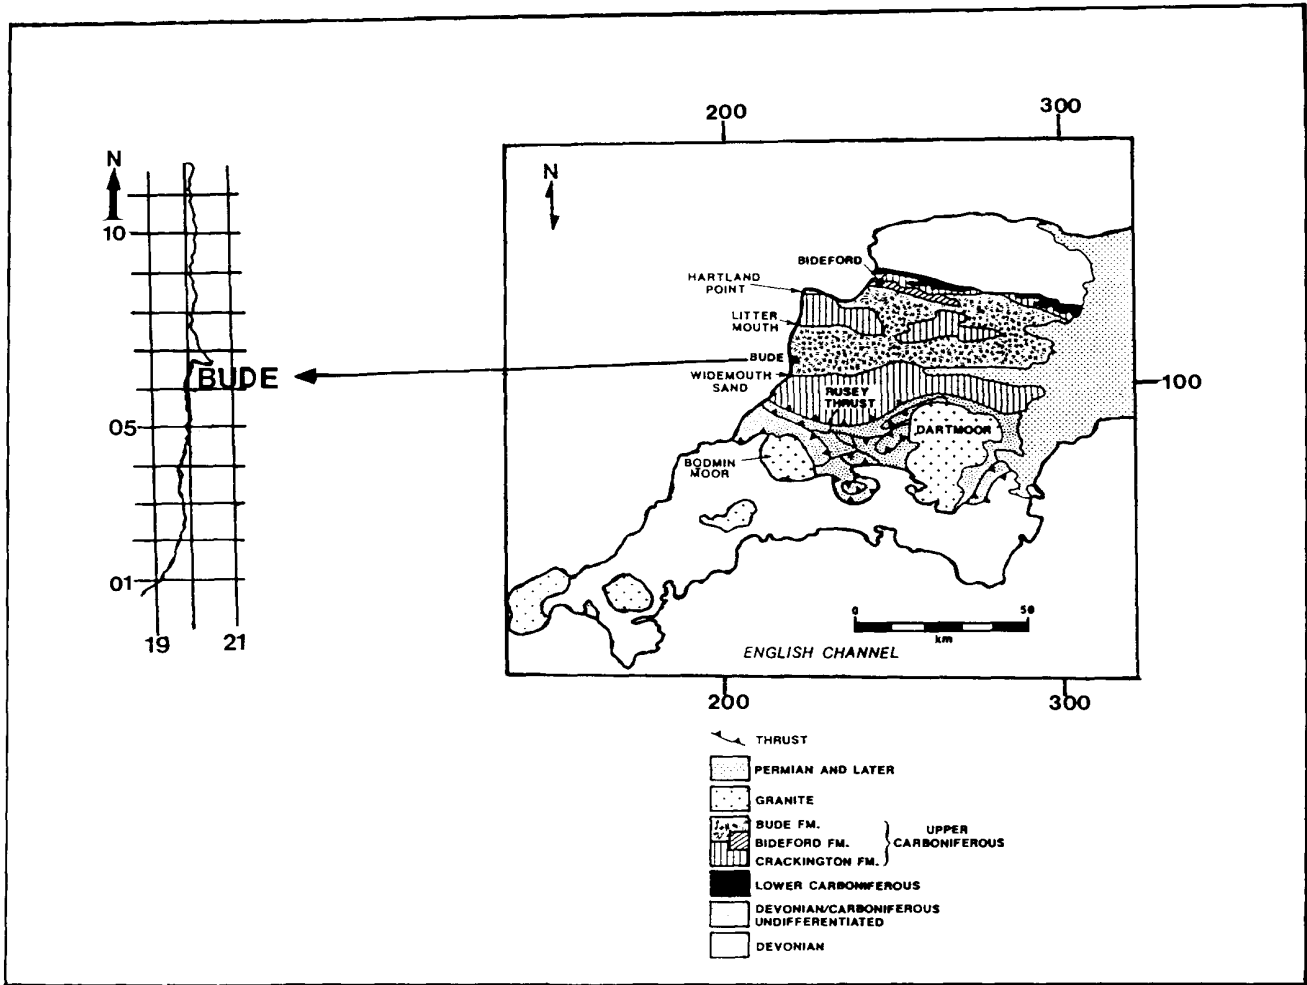 N
10
05
01
19
21
BUDE
200
300
N
BIDEFORD
HARTLAND
POINT
LITTER
MOUTH
BUDE
WIDEMOUTH
SAND
RUSEY
THRUST
100
DARTMOOR
BODMIN
MOOR
0
50
km
ENGLISH CHANNEL
200
300
THRUST
PERMIAN AND LATER
GRANITE
BUDE FM.
BIDEFORD FM.
CRACKINGTON FM.
UPPER
CARBONIFEROUS
LOWER CARBONIFEROUS
DEVONIAN/CARBONIFEROUS
UNDIFFERENTIATED
DEVONIAN